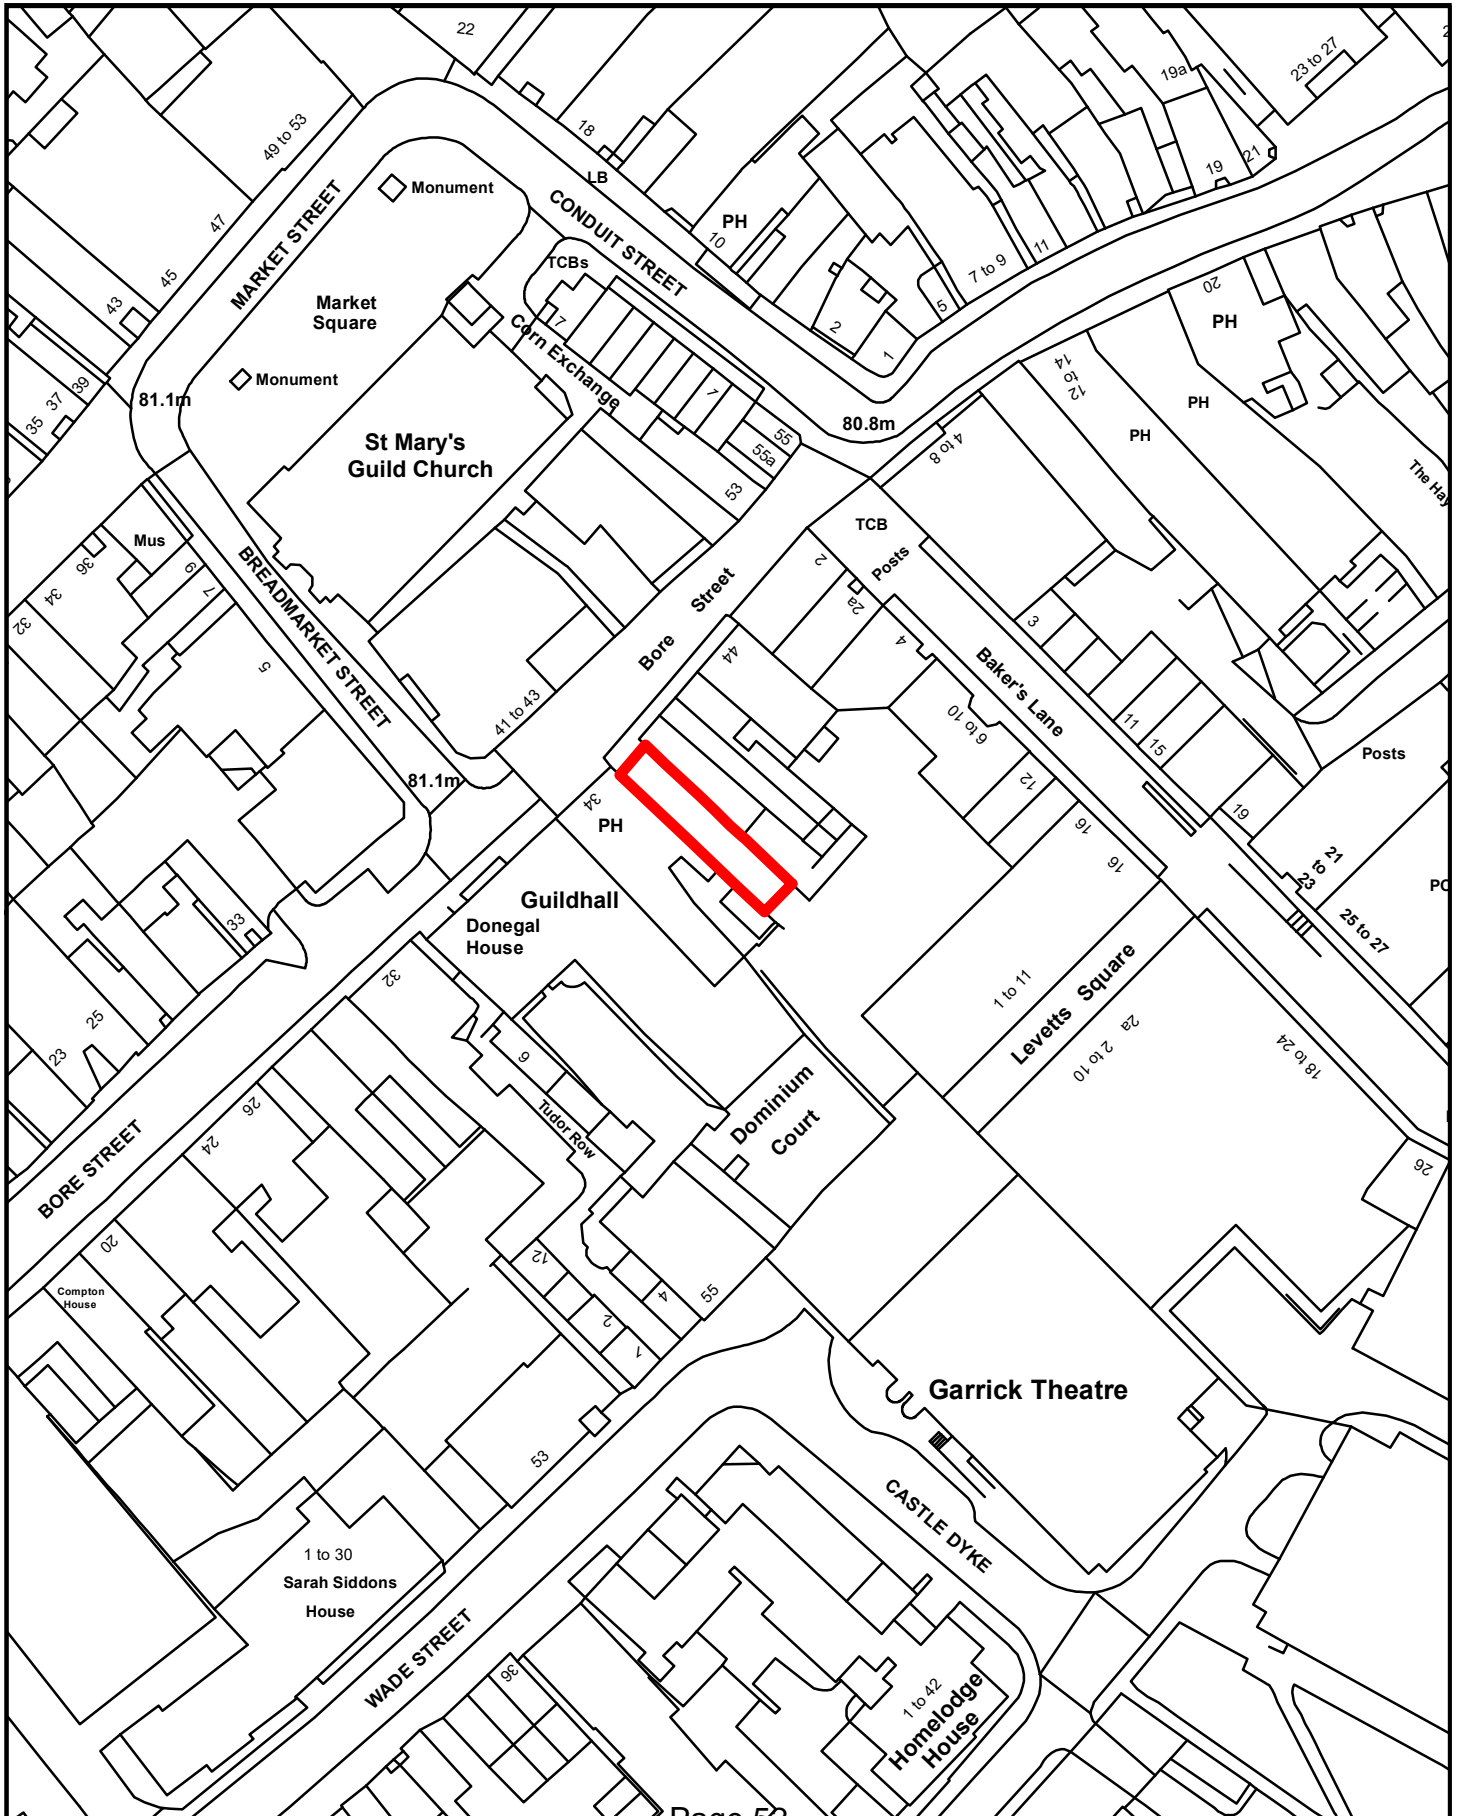 22
23 to 27
19a
18
49 to 53
LB
19
21
Monument
CONDUIT STREET
PH
10
47
MARKET STREET
11
7 to 9
TCBs
45
5
20
43
Market
Square
7
Corn Exchange
2
1
PH
Monument
39
37
35
81.1m
1
12 to 14
PH
80.8m
55
55a
PH
4 to 8
St Mary's
Guild Church
53
The Hay
TCB
Mus
36
34
32
9
7
BREADMARKET STREET
5
Posts
2
2a
Street
Bore
44
4
3
Baker's Lane
41 to 43
6 to 10
11
15
Posts
81.1m
34
PH
12
16
16
19
21
to
23
PO
25 to 27
Guildhall
Donegal
House
33
32
25
23
1 to 11
Levetts Square
2a
2 to 10
18 to 24
9
Tudor Row
Dominium
Court
26
24
BORE STREET
20
26
Compton
House
12
4
55
2
1
Garrick Theatre
53
CASTLE DYKE
1 to 30
Sarah Siddons
House
WADE STREET
36
1 to 42
Homelodge
House